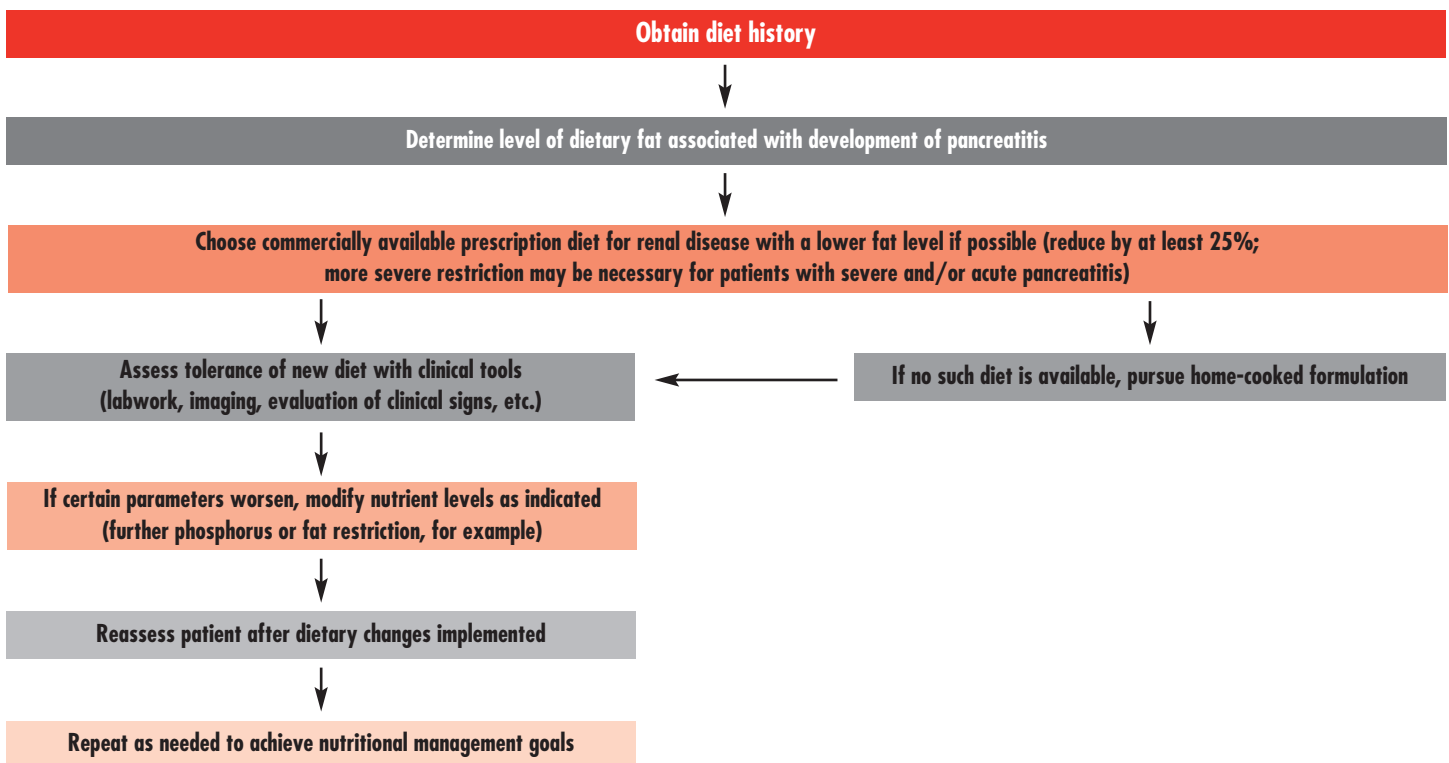 Obtain diet history
Determine level of dietary fat associated with development of pancreatitis
Choose commercially available prescription diet for renal disease with a lower fat level if possible (reduce by at least 25%;
more severe restriction may be necessary for patients with severe and/or acute pancreatitis)
Assess tolerance of new diet with clinical tools
(labwork, imaging, evaluation of clinical signs, etc.)
If no such diet is available, pursue home-cooked formulation
If certain parameters worsen, modify nutrient levels as indicated
(further phosphorus or fat restriction, for example)
Reassess patient after dietary changes implemented
Repeat as needed to achieve nutritional management goals